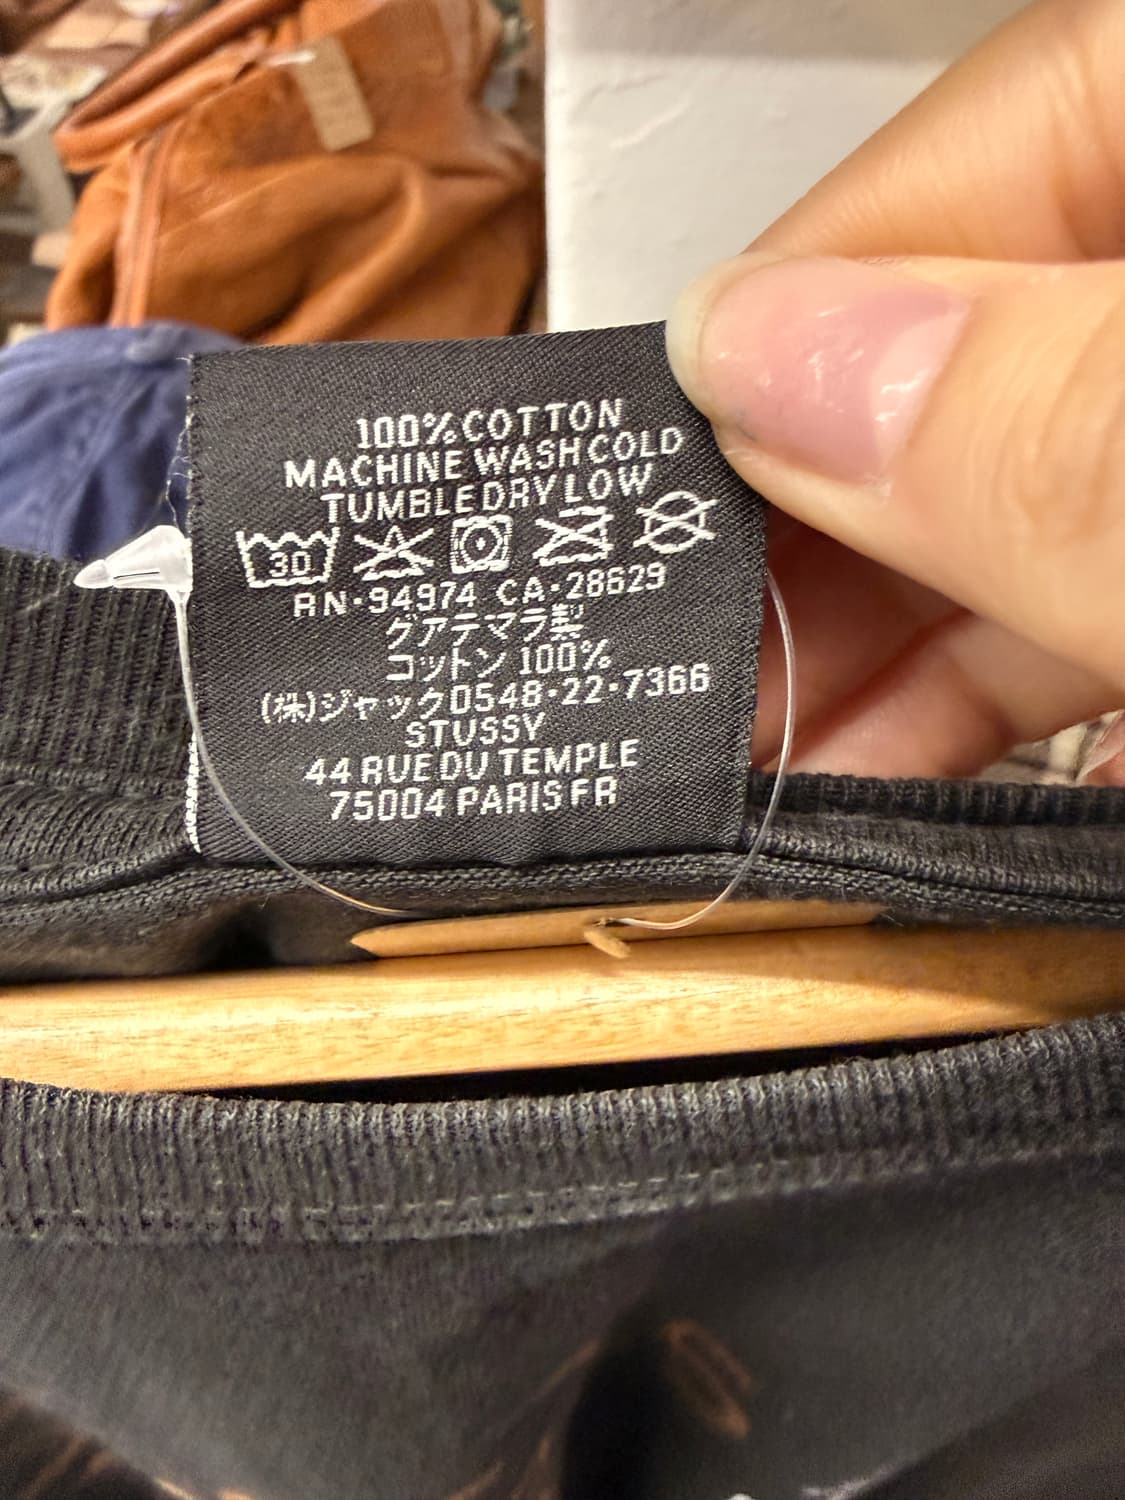 100% COTTON
MACHINE WASH COLD
TUMBLE DRY LOW
30
RN·94974 CA·28629
グアテマラ製
コットン 100%
(株)ジャック0548·22·7366
STUSSY
44 RUE DU TEMPLE
75004 PARIS FR